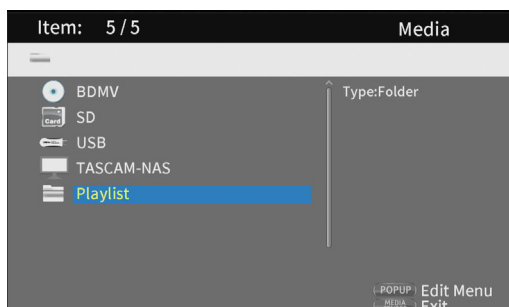 Item: 5/5 Media
BDMV Type:Folder
Card SD
USB
TASCAM-NAS
Playlist
POPUP Edit Menu
MEDIA Exit